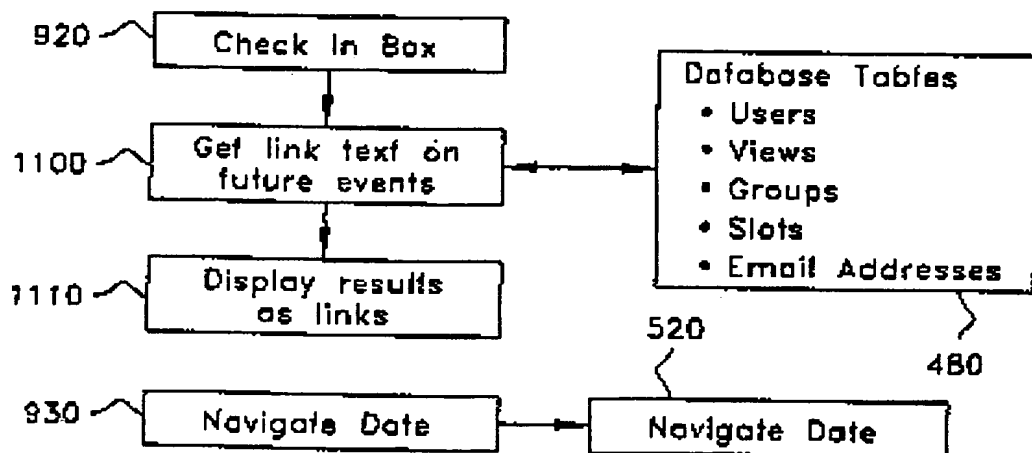 920
Check In Box
1100
Get link text on
future events
1110
Display results
as links
Database Tables
• Users
• Views
• Groups
• Slots
• Email Addresses
480
930
Navigate Date
520
Navigate Date